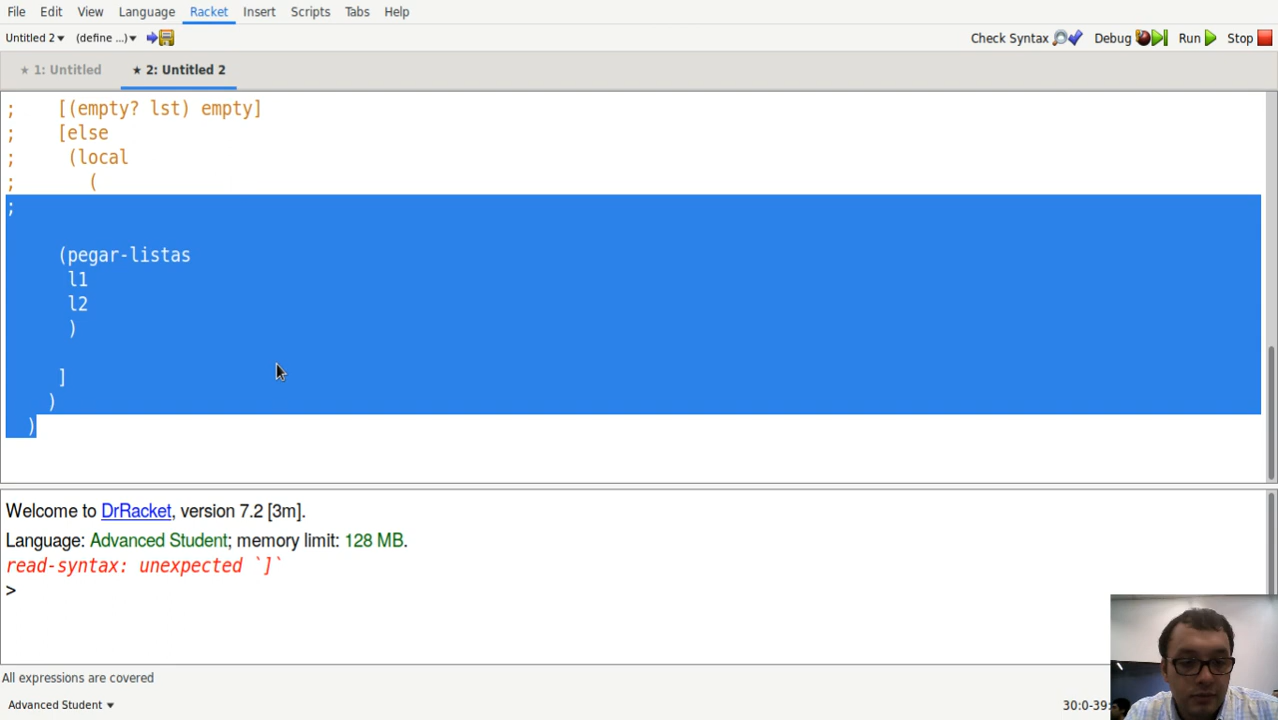 File Edit View Language Racket Insert Scripts Tabs Help
Untitled 2 (define ...) Check Syntax Debug Run Stop
★ 1: Untitled ★ 2: Untitled 2
; [(empty? lst) empty]
; [else
; (local
; (
;
(pegar-listas
l1
l2
)
]
)
)
Welcome to DrRacket, version 7.2 [3m].
Language: Advanced Student; memory limit: 128 MB.
read-syntax: unexpected `]`
>
All expressions are covered
Advanced Student 30:0-39: